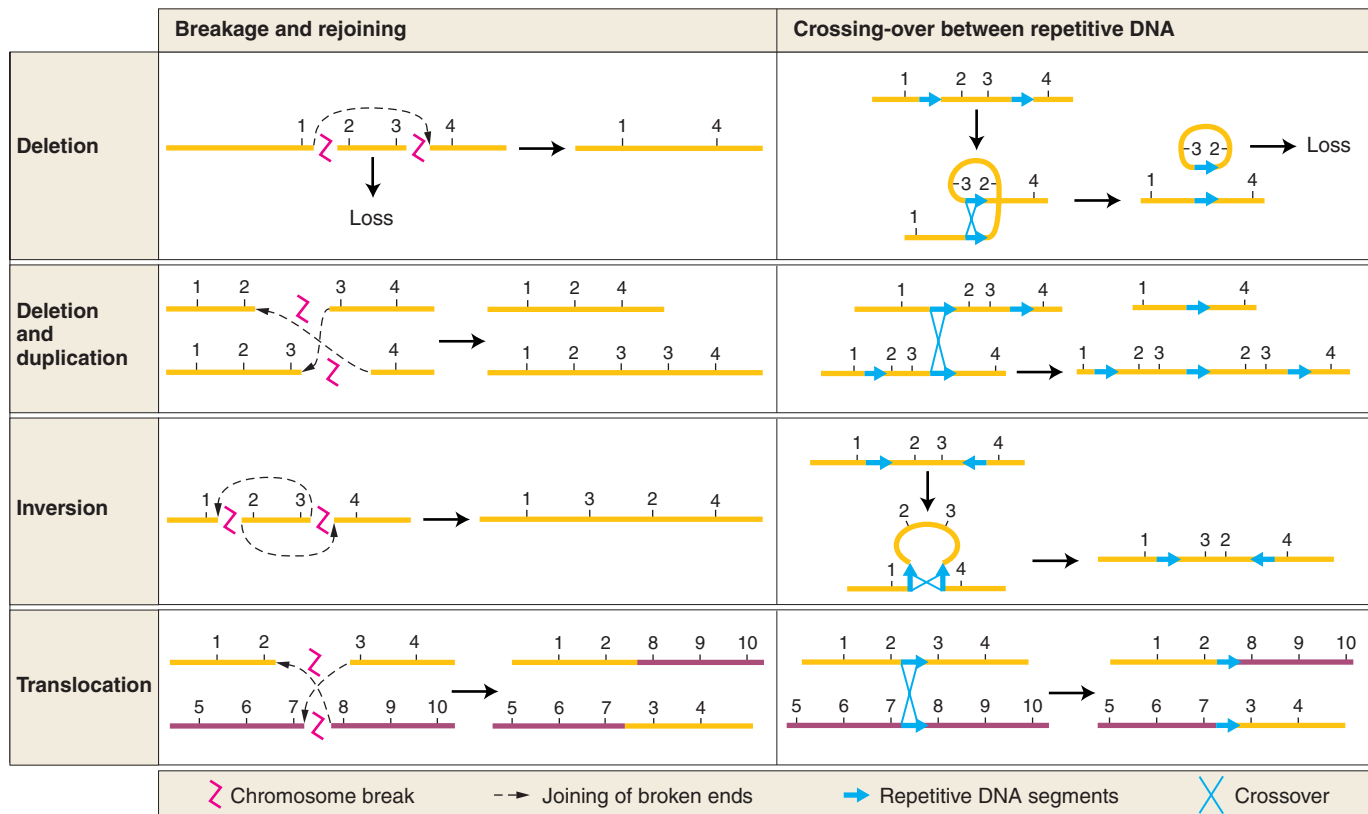 Breakage and rejoining
Crossing-over between repetitive DNA
Deletion
1 2 3 4
Loss
1 4
1 2 3 4
3 2
1 4
3 2
Loss
1 4
Deletion
and
duplication
1 2 3 4
1 2 3 4
1 2 4
1 2 3 3 4
1 2 3 4
1 2 3 4
1 4
1 2 3 2 3 4
Inversion
1 2 3 4
1 3 2 4
1 2 3 4
2 3
1 4
1 3 2 4
Translocation
1 2 3 4
5 6 7 8 9 10
1 2 8 9 10
5 6 7 3 4
1 2 3 4
5 6 7 8 9 10
1 2 8 9 10
5 6 7 3 4
Chromosome break
Joining of broken ends
Repetitive DNA segments
Crossover